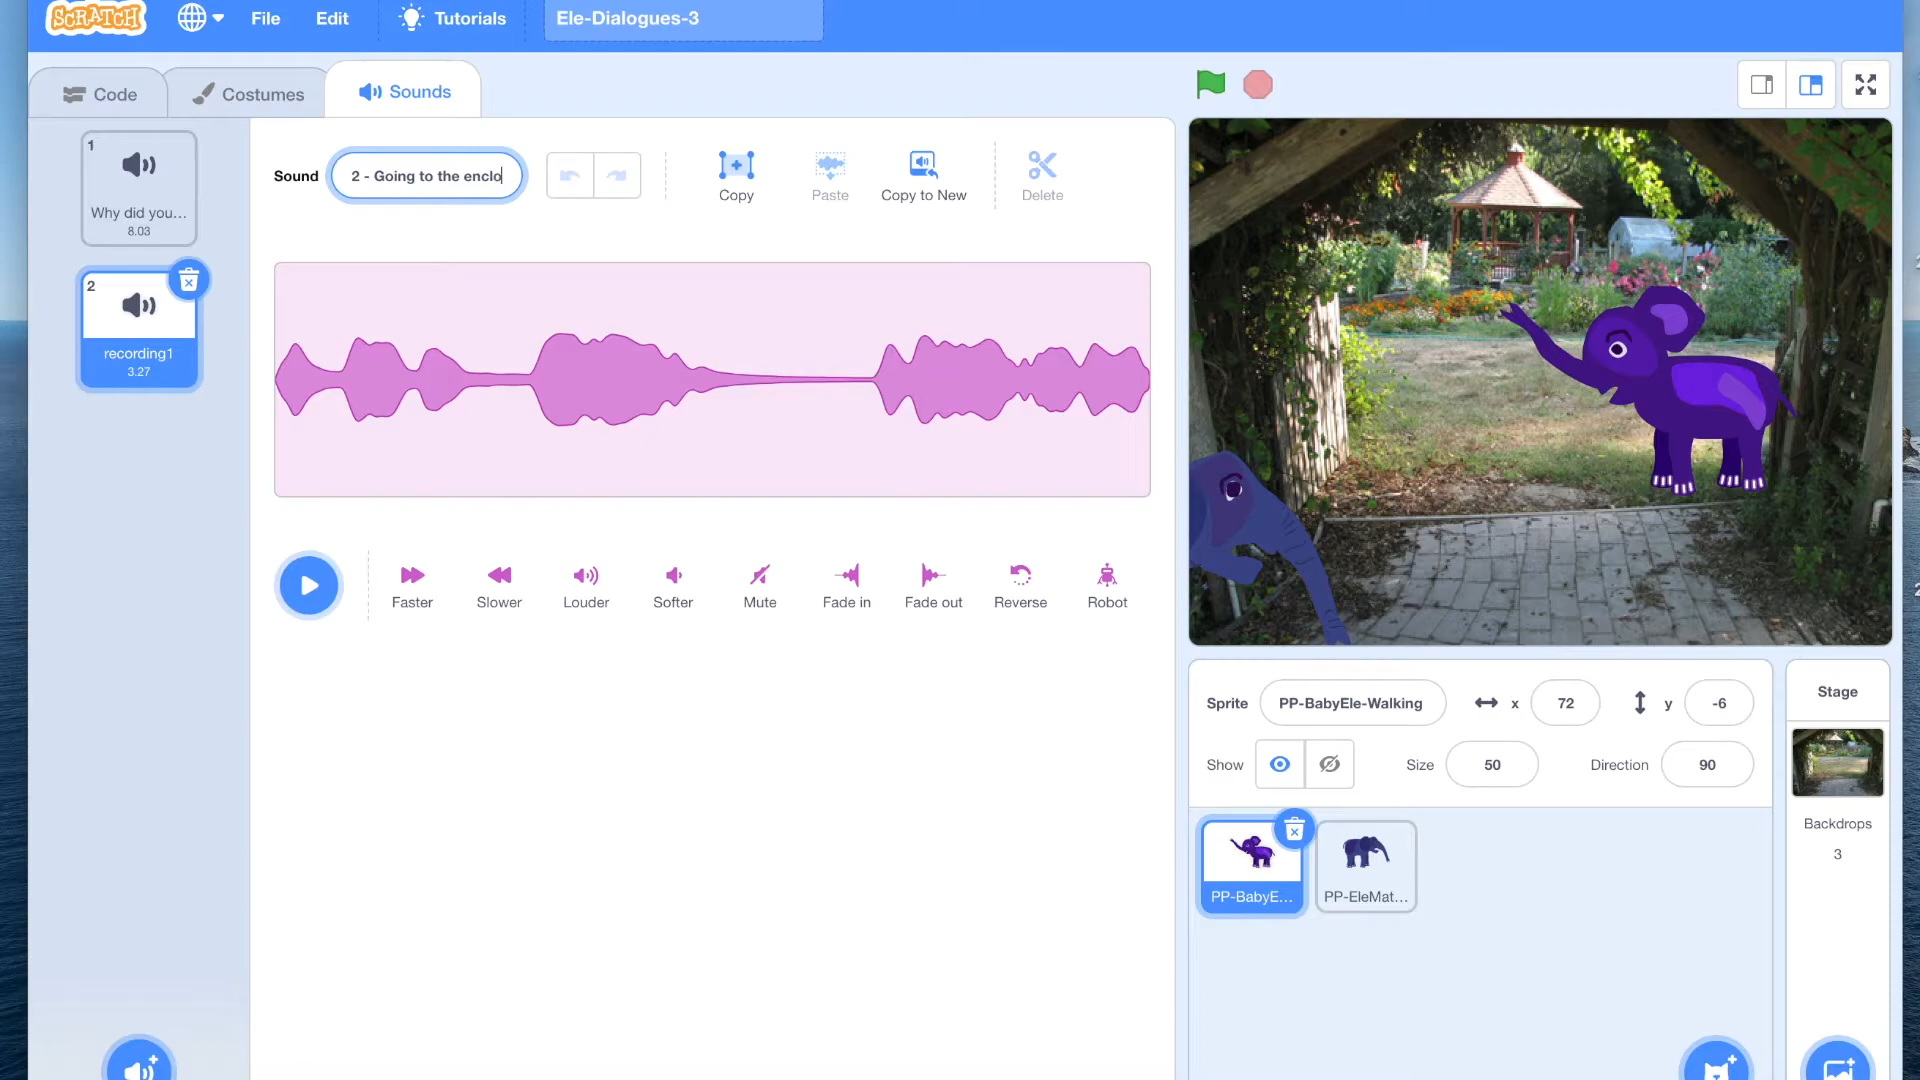 SCRATCH File Edit Tutorials Ele-Dialogues-3
Code Costumes Sounds
1
Why did you...
8.03
2
recording1
3.27
Sound 2 - Going to the enclo Copy Paste Copy to New Delete
Faster Slower Louder Softer Mute Fade in Fade out Reverse Robot
Sprite PP-BabyEle-Walking x 72 y -6
Show Size 50 Direction 90
PP-BabyE... PP-EleMat...
Stage
Backdrops
3